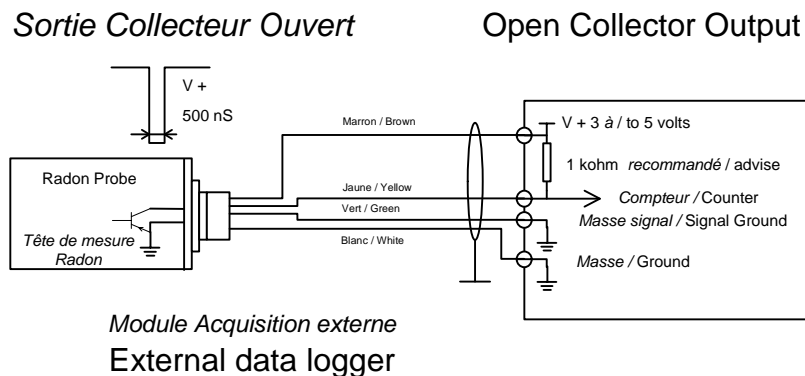 Sortie Collecteur Ouvert
Open Collector Output
V +
500 nS
Marron / Brown
V + 3 à / to 5 volts
1 kohm recommandé / advise
Radon Probe
Jaune / Yellow
Compteur / Counter
Vert / Green
Masse signal / Signal Ground
Tête de mesure
Radon
Blanc / White
Masse / Ground
Module Acquisition externe
External data logger